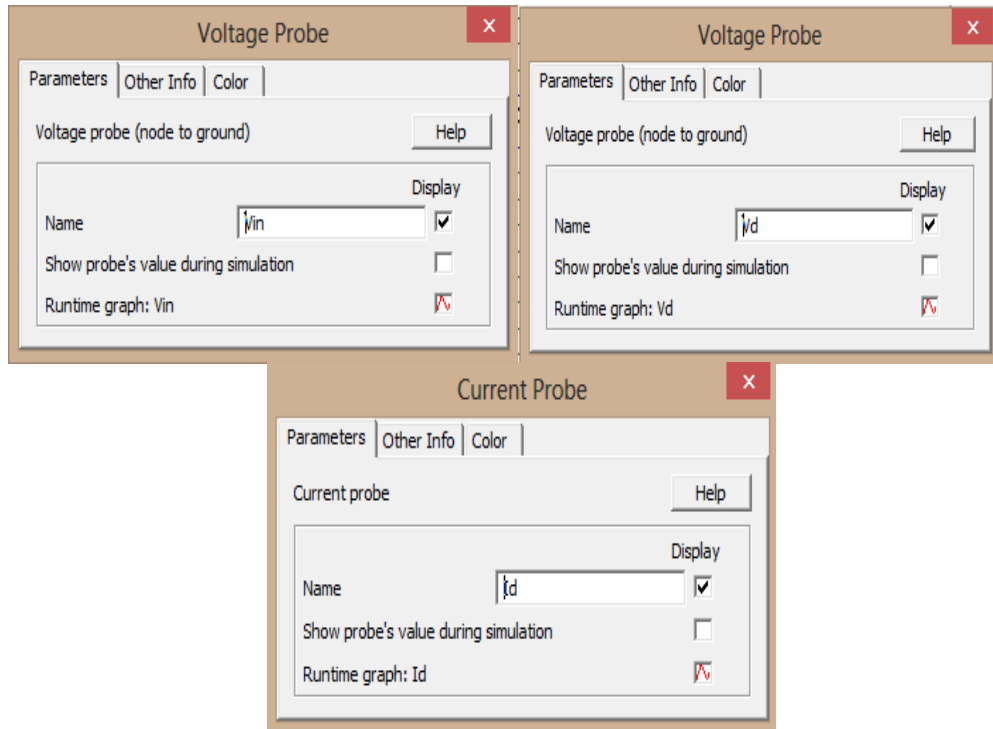 Voltage Probe
x
Parameters Other Info Color
Voltage probe (node to ground) Help
Display
Name Vin
Show probe's value during simulation
Runtime graph: Vin
Voltage Probe
x
Parameters Other Info Color
Voltage probe (node to ground) Help
Display
Name Vd
Show probe's value during simulation
Runtime graph: Vd
Current Probe
x
Parameters Other Info Color
Current probe Help
Display
Name Id
Show probe's value during simulation
Runtime graph: Id